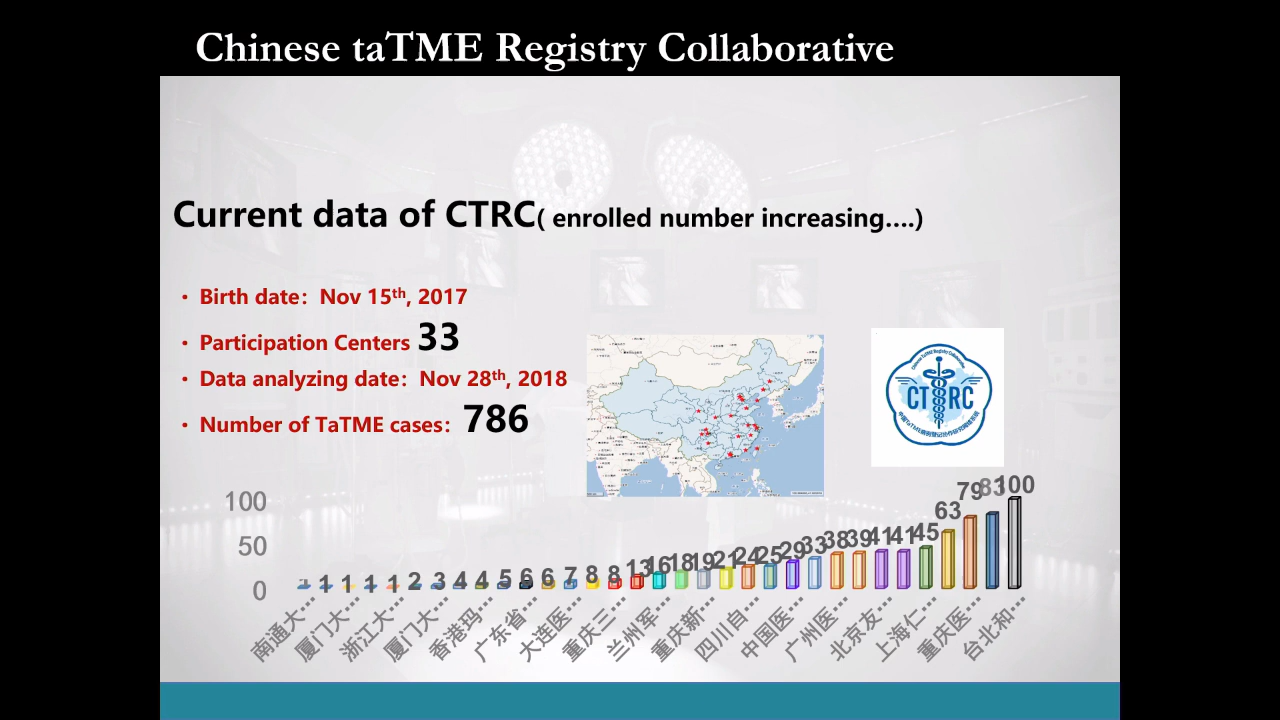 Chinese taTME Registry Collaborative
Current data of CTRC( enrolled number increasing….)
• Birth date：Nov 15th, 2017
• Participation Centers 33
• Data analyzing date：Nov 28th, 2018
• Number of TaTME cases：786
CTRC
100
50
0
1 1 1 1 2 3 4 4 5 6 6 7 8 8 13 16 18 19 21 24 25 29 33 38 39 41 41 45 63 79 83 100
南通大…
厦门大…
浙江大…
厦门大…
香港玛…
广东省…
大连医…
重庆三…
兰州军…
重庆新…
四川自…
中国医…
广州医…
北京友…
上海仁…
重庆医…
台北和…